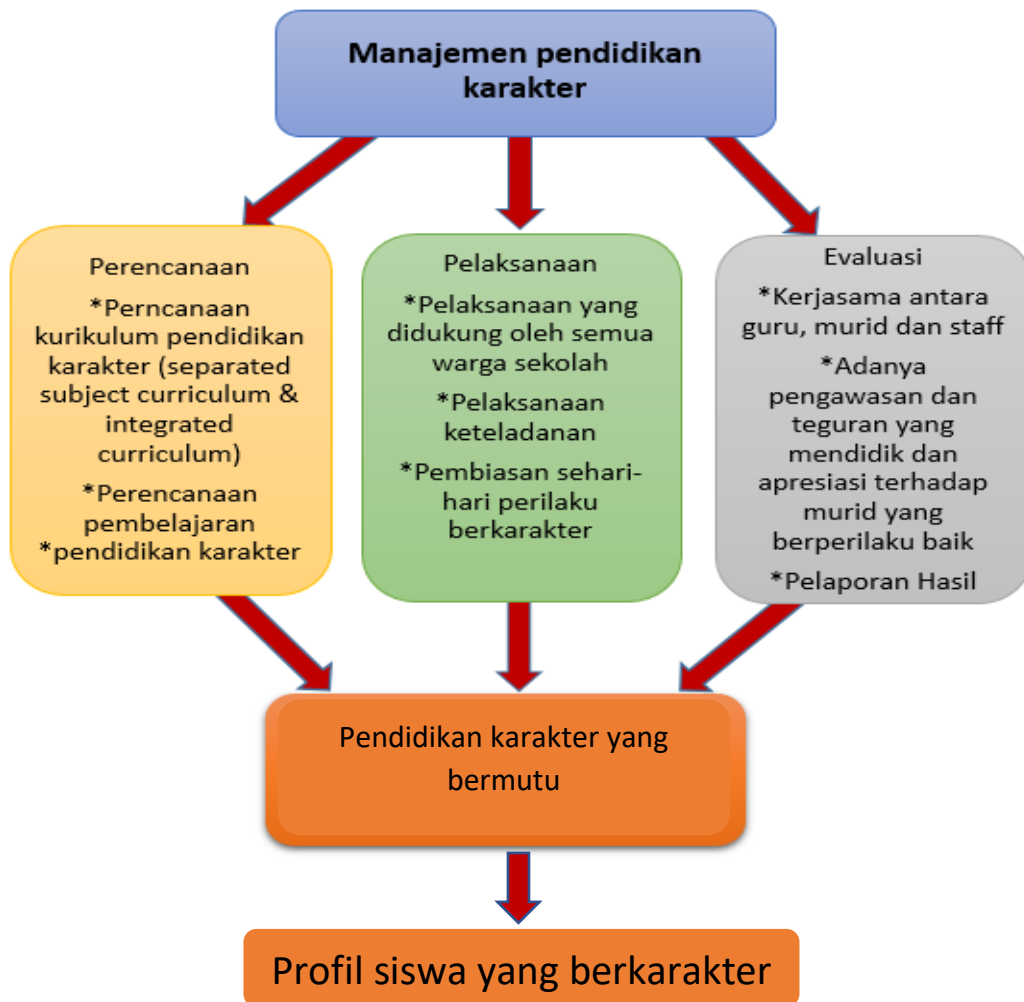 Manajemen pendidikan
karakter
Perencanaan
*Perncanaan
kurikulum pendidikan
karakter (separated
subject curriculum &
integrated
curriculum)
*Perencanaan
pembelajaran
*pendidikan karakter
Pelaksanaan
*Pelaksanaan yang
didukung oleh semua
warga sekolah
*Pelaksanaan
keteladanan
*Pembiasan sehari-
hari perilaku
berkarakter
Evaluasi
*Kerjasama antara
guru, murid dan staff
*Adanya
pengawasan dan
teguran yang
mendidik dan
apresiasi terhadap
murid yang
berperilaku baik
*Pelaporan Hasil
Pendidikan karakter yang
bermutu
Profil siswa yang berkarakter